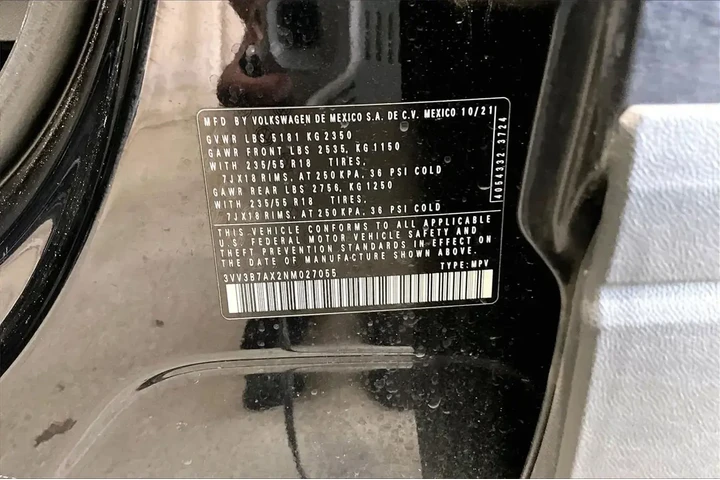 MFD BY VOLKSWAGEN DE MEXICO S.A. DE C.V. MEXICO 10/21
GVWR LBS 5181 KG 2350
GAWR FRONT LBS 2535, KG 1150
WITH 235/55 R18 TIRES,
7JX18 RIMS, AT 250 KPA, 36 PSI COLD
GAWR REAR LBS 2756, KG 1250
WITH 235/55 R18 TIRES,
7JX18 RIMS, AT 250 KPA, 36 PSI COLD
4054332 3724
THIS VEHICLE CONFORMS TO ALL APPLICABLE
U.S. FEDERAL MOTOR VEHICLE SAFETY AND
THEFT PREVENTION STANDARDS IN EFFECT ON
THE DATE OF MANUFACTURE SHOWN ABOVE.
3VV3B7AX2NM027055 TYPE: MPV